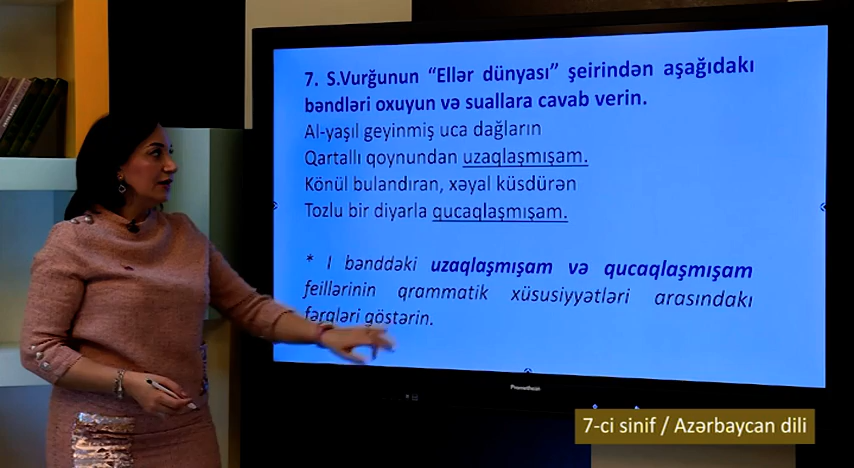 7. S.Vurğunun “Ellər dünyası” şeirindən aşağıdakı
bəndləri oxuyun və suallara cavab verin.
Al-yaşıl geyinmiş uca dağların
Qartallı qoynundan uzaqlaşmışam.
Könül bulandıran, xəyal küsdürən
Tozlu bir diyarla qucaqlaşmışam.
* I bənddəki uzaqlaşmışam və qucaqlaşmışam
feillərinin qrammatik xüsusiyyətləri arasındakı
fərqləri göstərin.
Promethean
7-ci sinif / Azərbaycan dili